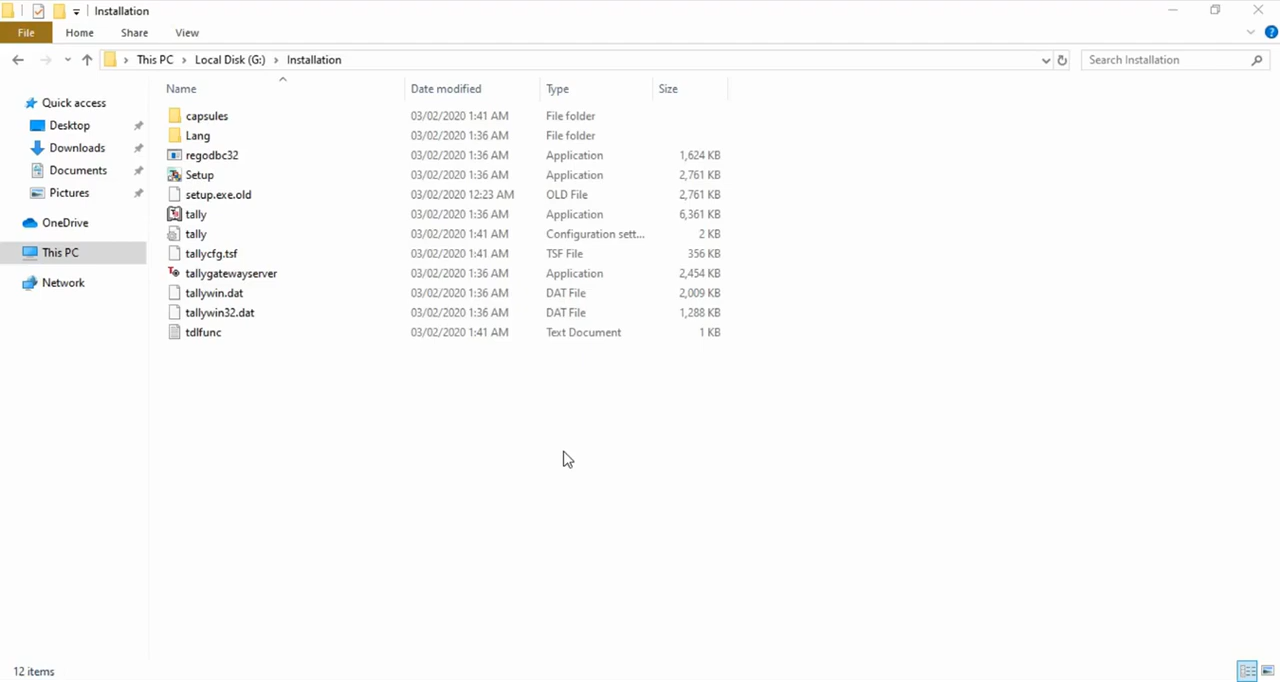 Installation
File Home Share View
This PC Local Disk (G:) Installation Search Installation
Name Date modified Type Size
Quick access
Desktop
Downloads
Documents
Pictures
OneDrive
This PC
Network
capsules 03/02/2020 1:41 AM File folder
Lang 03/02/2020 1:36 AM File folder
regodbc32 03/02/2020 1:36 AM Application 1,624 KB
Setup 03/02/2020 1:36 AM Application 2,761 KB
setup.exe.old 03/02/2020 12:23 AM OLD File 2,761 KB
tally 03/02/2020 1:36 AM Application 6,361 KB
tally 03/02/2020 1:41 AM Configuration sett... 2 KB
tallycfg.tsf 03/02/2020 1:41 AM TSF File 356 KB
tallygatewayserver 03/02/2020 1:36 AM Application 2,454 KB
tallywin.dat 03/02/2020 1:36 AM DAT File 2,009 KB
tallywin32.dat 03/02/2020 1:36 AM DAT File 1,288 KB
tdlfunc 03/02/2020 1:41 AM Text Document 1 KB
12 items